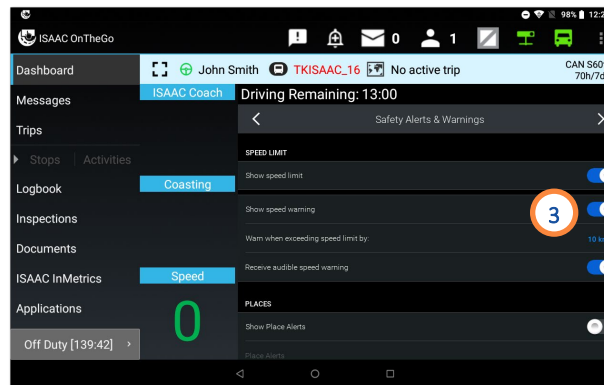 98% 12:2
ISAAC OnTheGo
0
1
Dashboard
John Smith TKISAAC_16 No active trip
CAN S60
70h/7d
Messages
ISAAC Coach
Driving Remaining: 13:00
Safety Alerts & Warnings
Trips
SPEED LIMIT
Stops Activities
Show speed limit
Logbook
Coasting
Show speed warning
3
Inspections
Warn when exceeding speed limit by:
10 k
Documents
Receive audible speed warning
ISAAC InMetrics
Speed
PLACES
Applications
0
Show Place Alerts
Off Duty [139:42]
Place Alerts